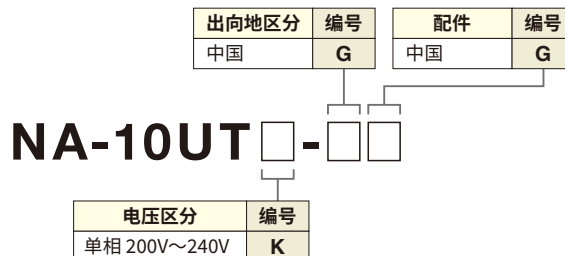 出向地区分 编号
中国 G
配件 编号
中国 G
NA-10UT□-□□
电压区分 编号
单相 200V～240V K